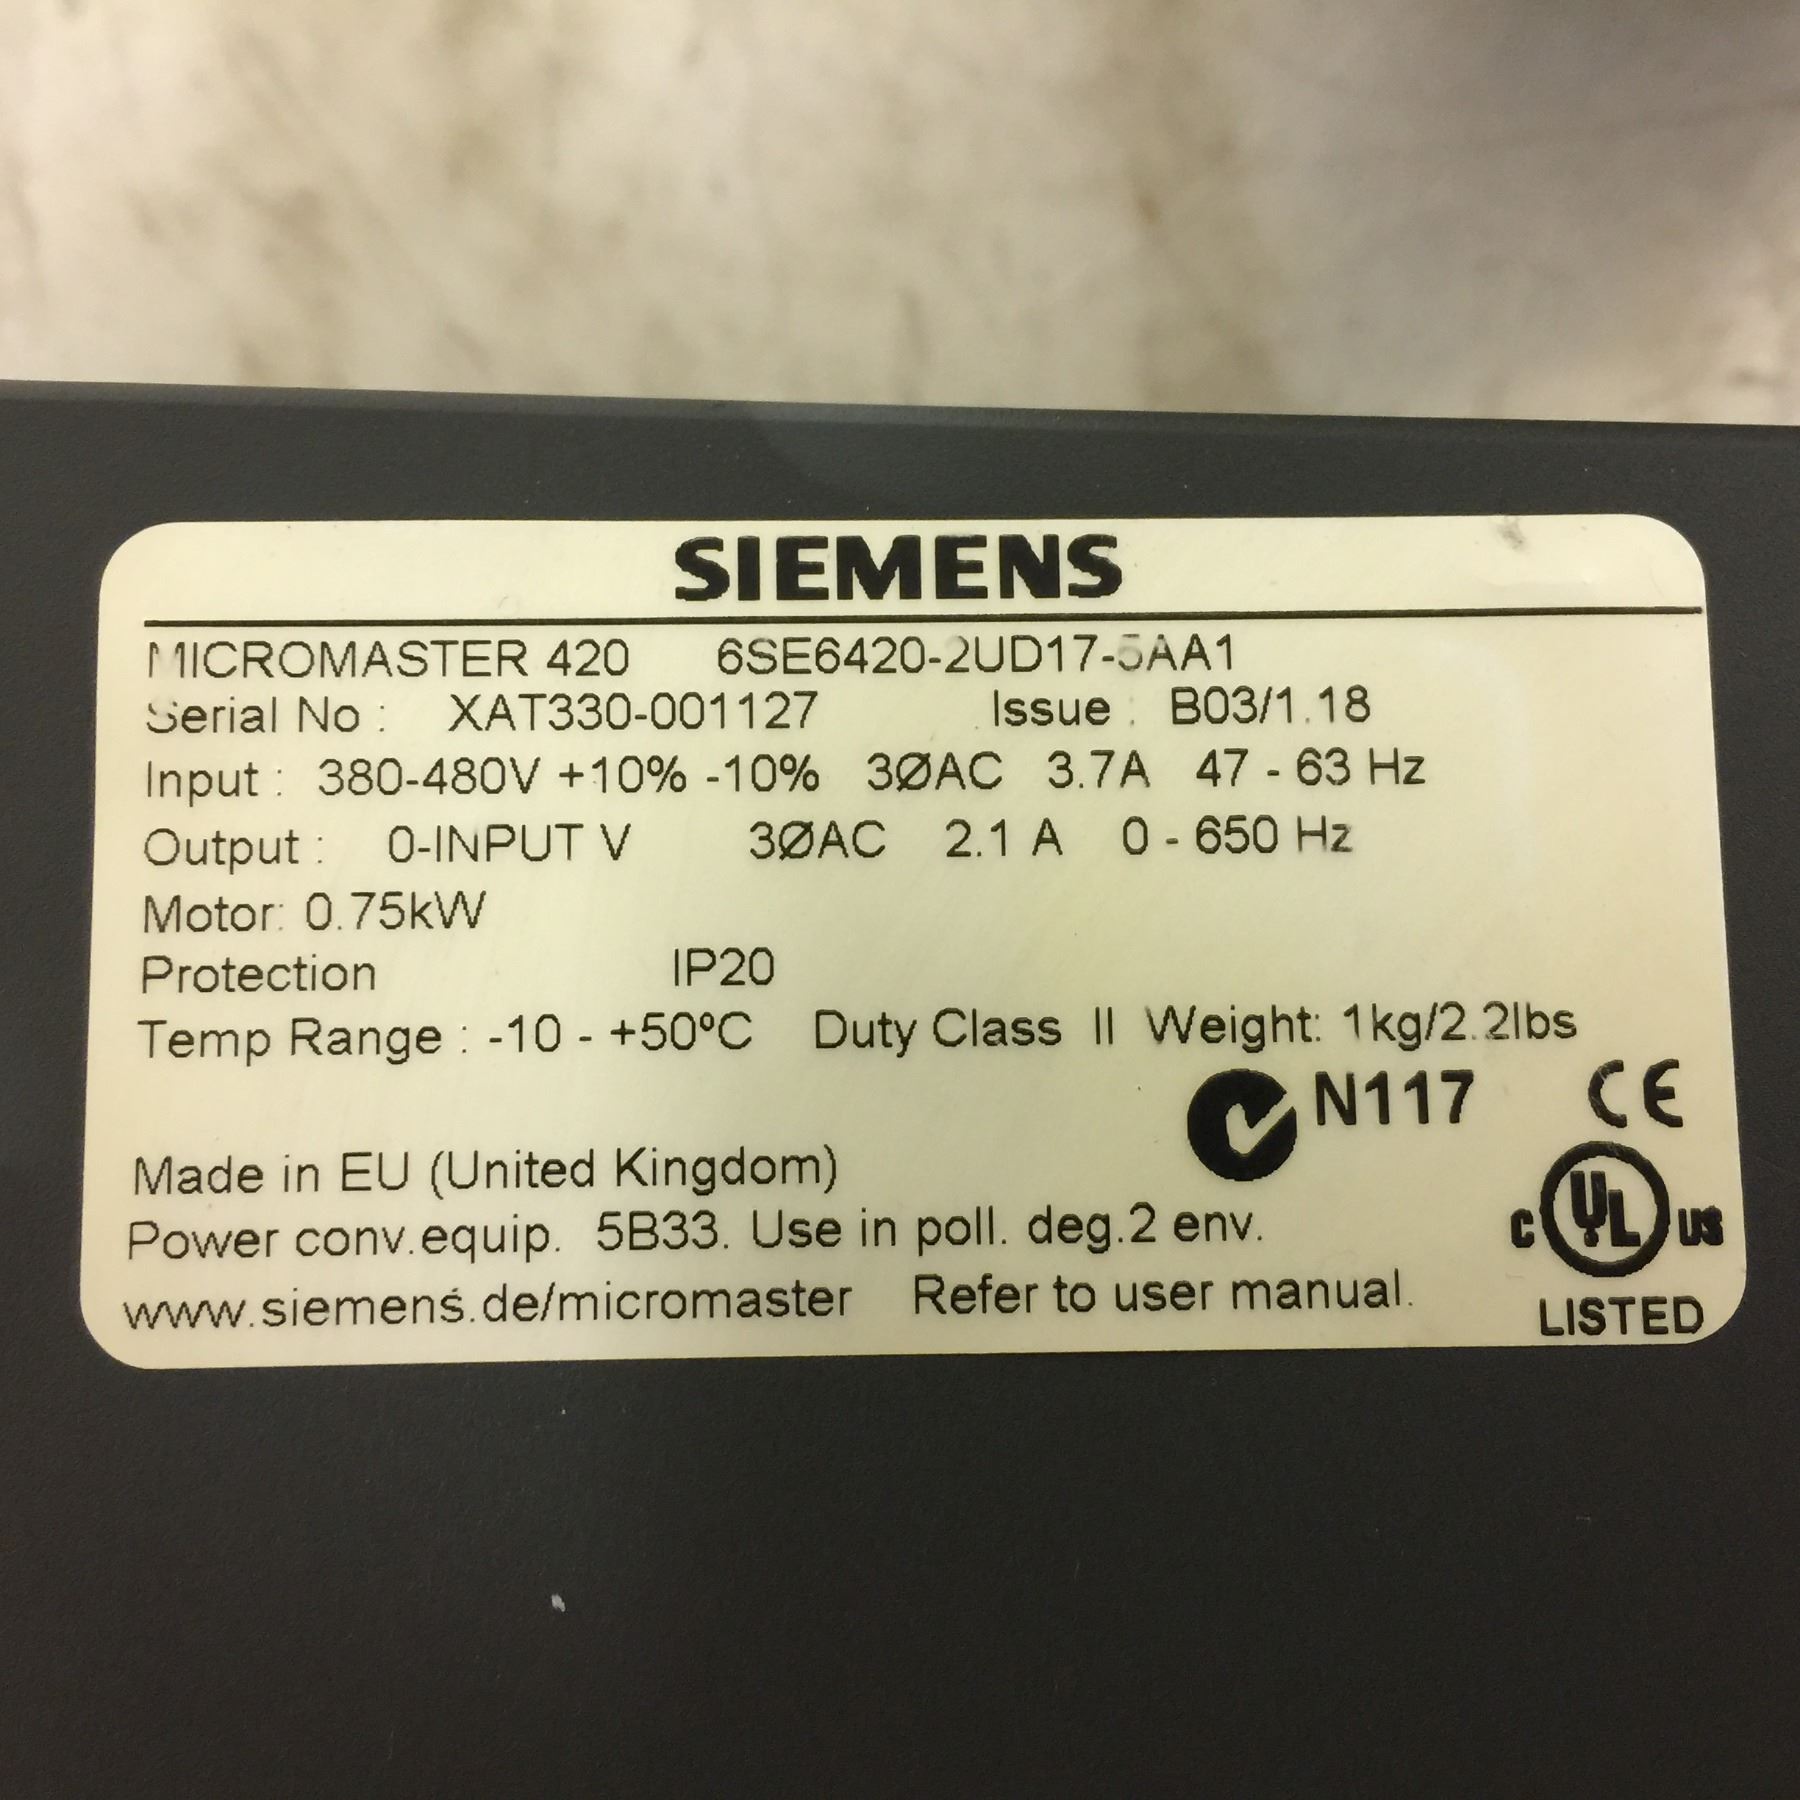 SIEMENS
MICROMASTER 420 6SE6420-2UD17-5AA1
Serial No : XAT330-001127 Issue : B03/1.18
Input : 380-480V +10% -10% 3ØAC 3.7A 47 - 63 Hz
Output : 0-INPUT V 3ØAC 2.1 A 0 - 650 Hz
Motor: 0.75kW
Protection IP20
Temp Range : -10 - +50ºC Duty Class II Weight: 1kg/2.2lbs
N117 CE
Made in EU (United Kingdom)
C UL US
Power conv.equip. 5B33. Use in poll. deg.2 env.
www.siemens.de/micromaster Refer to user manual.
LISTED